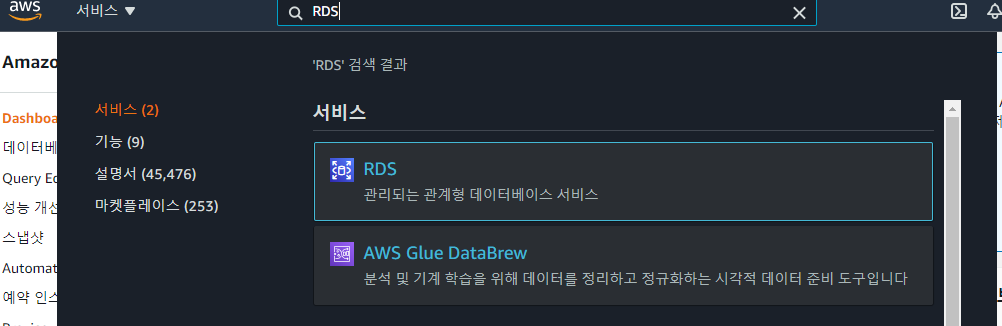 aws
서비스 ▼
RDS
Amazo
Dashboa
데이터베
Query Ed
성능 개선
스냅샷
Automat
예약 인스
'RDS' 검색 결과
서비스 (2)
기능 (9)
설명서 (45,476)
마켓플레이스 (253)
서비스
RDS
관리되는 관계형 데이터베이스 서비스
AWS Glue DataBrew
분석 및 기계 학습을 위해 데이터를 정리하고 정규화하는 시각적 데이터 준비 도구입니다